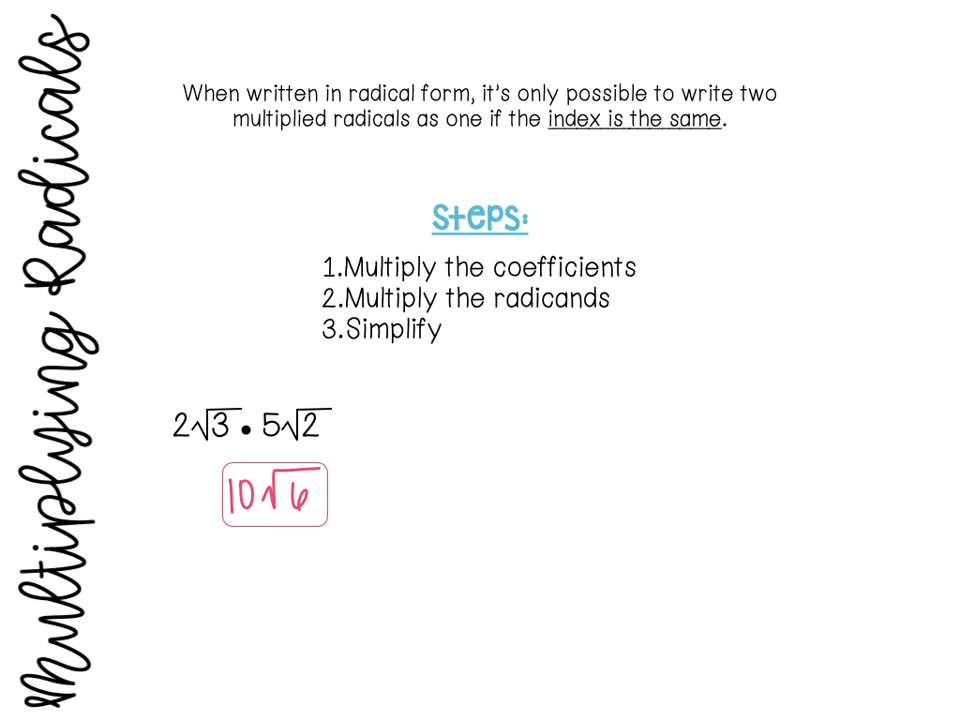 Multiplying Radicals
When written in radical form, it's only possible to write two
multiplied radicals as one if the index is the same.
Steps:
1.Multiply the coefficients
2.Multiply the radicands
3.Simplify
2√3 • 5√2
10√6